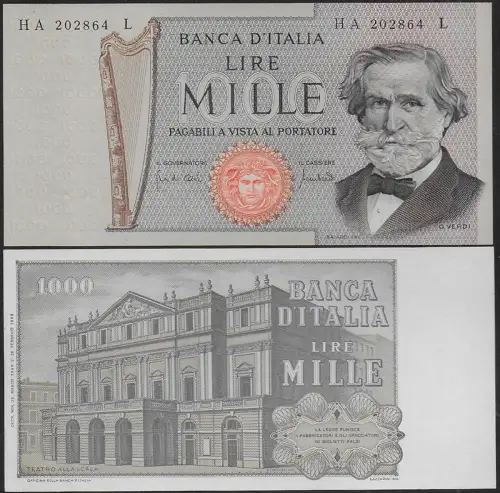 HA 202864 L
HA 202864 L
BANCA D'ITALIA
LIRE
1000
MILLE
PAGABILI A VISTA AL PORTATORE
IL GOVERNATORE
IL CASSIERE
G. VERDI
1000
BANCA
D'ITALIA
LIRE
MILLE
LA LEGGE PUNISCE
I FABBRICATORI E GLI SPACCIATORI
DI BIGLIETTI FALSI
TEATRO ALLA SCALA
OFFICINA DELLA BANCA D'ITALIA